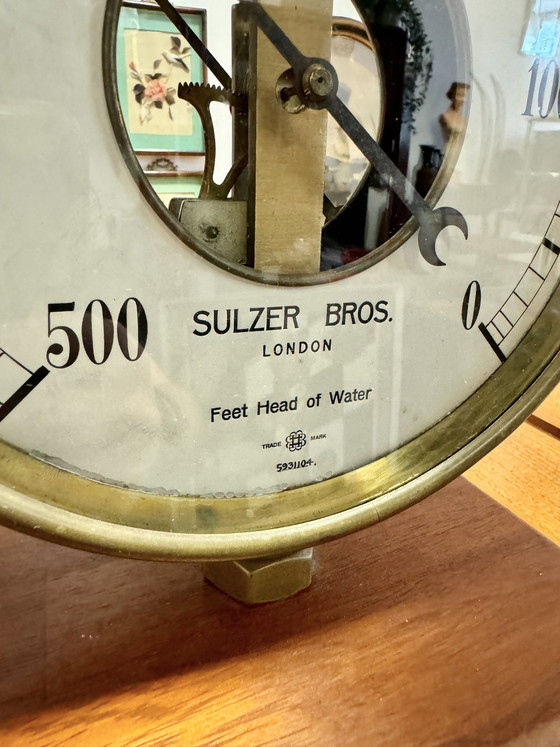 500
0
SULZER BROS.
LONDON
Feet Head of Water
TRADE MARK
5931104.